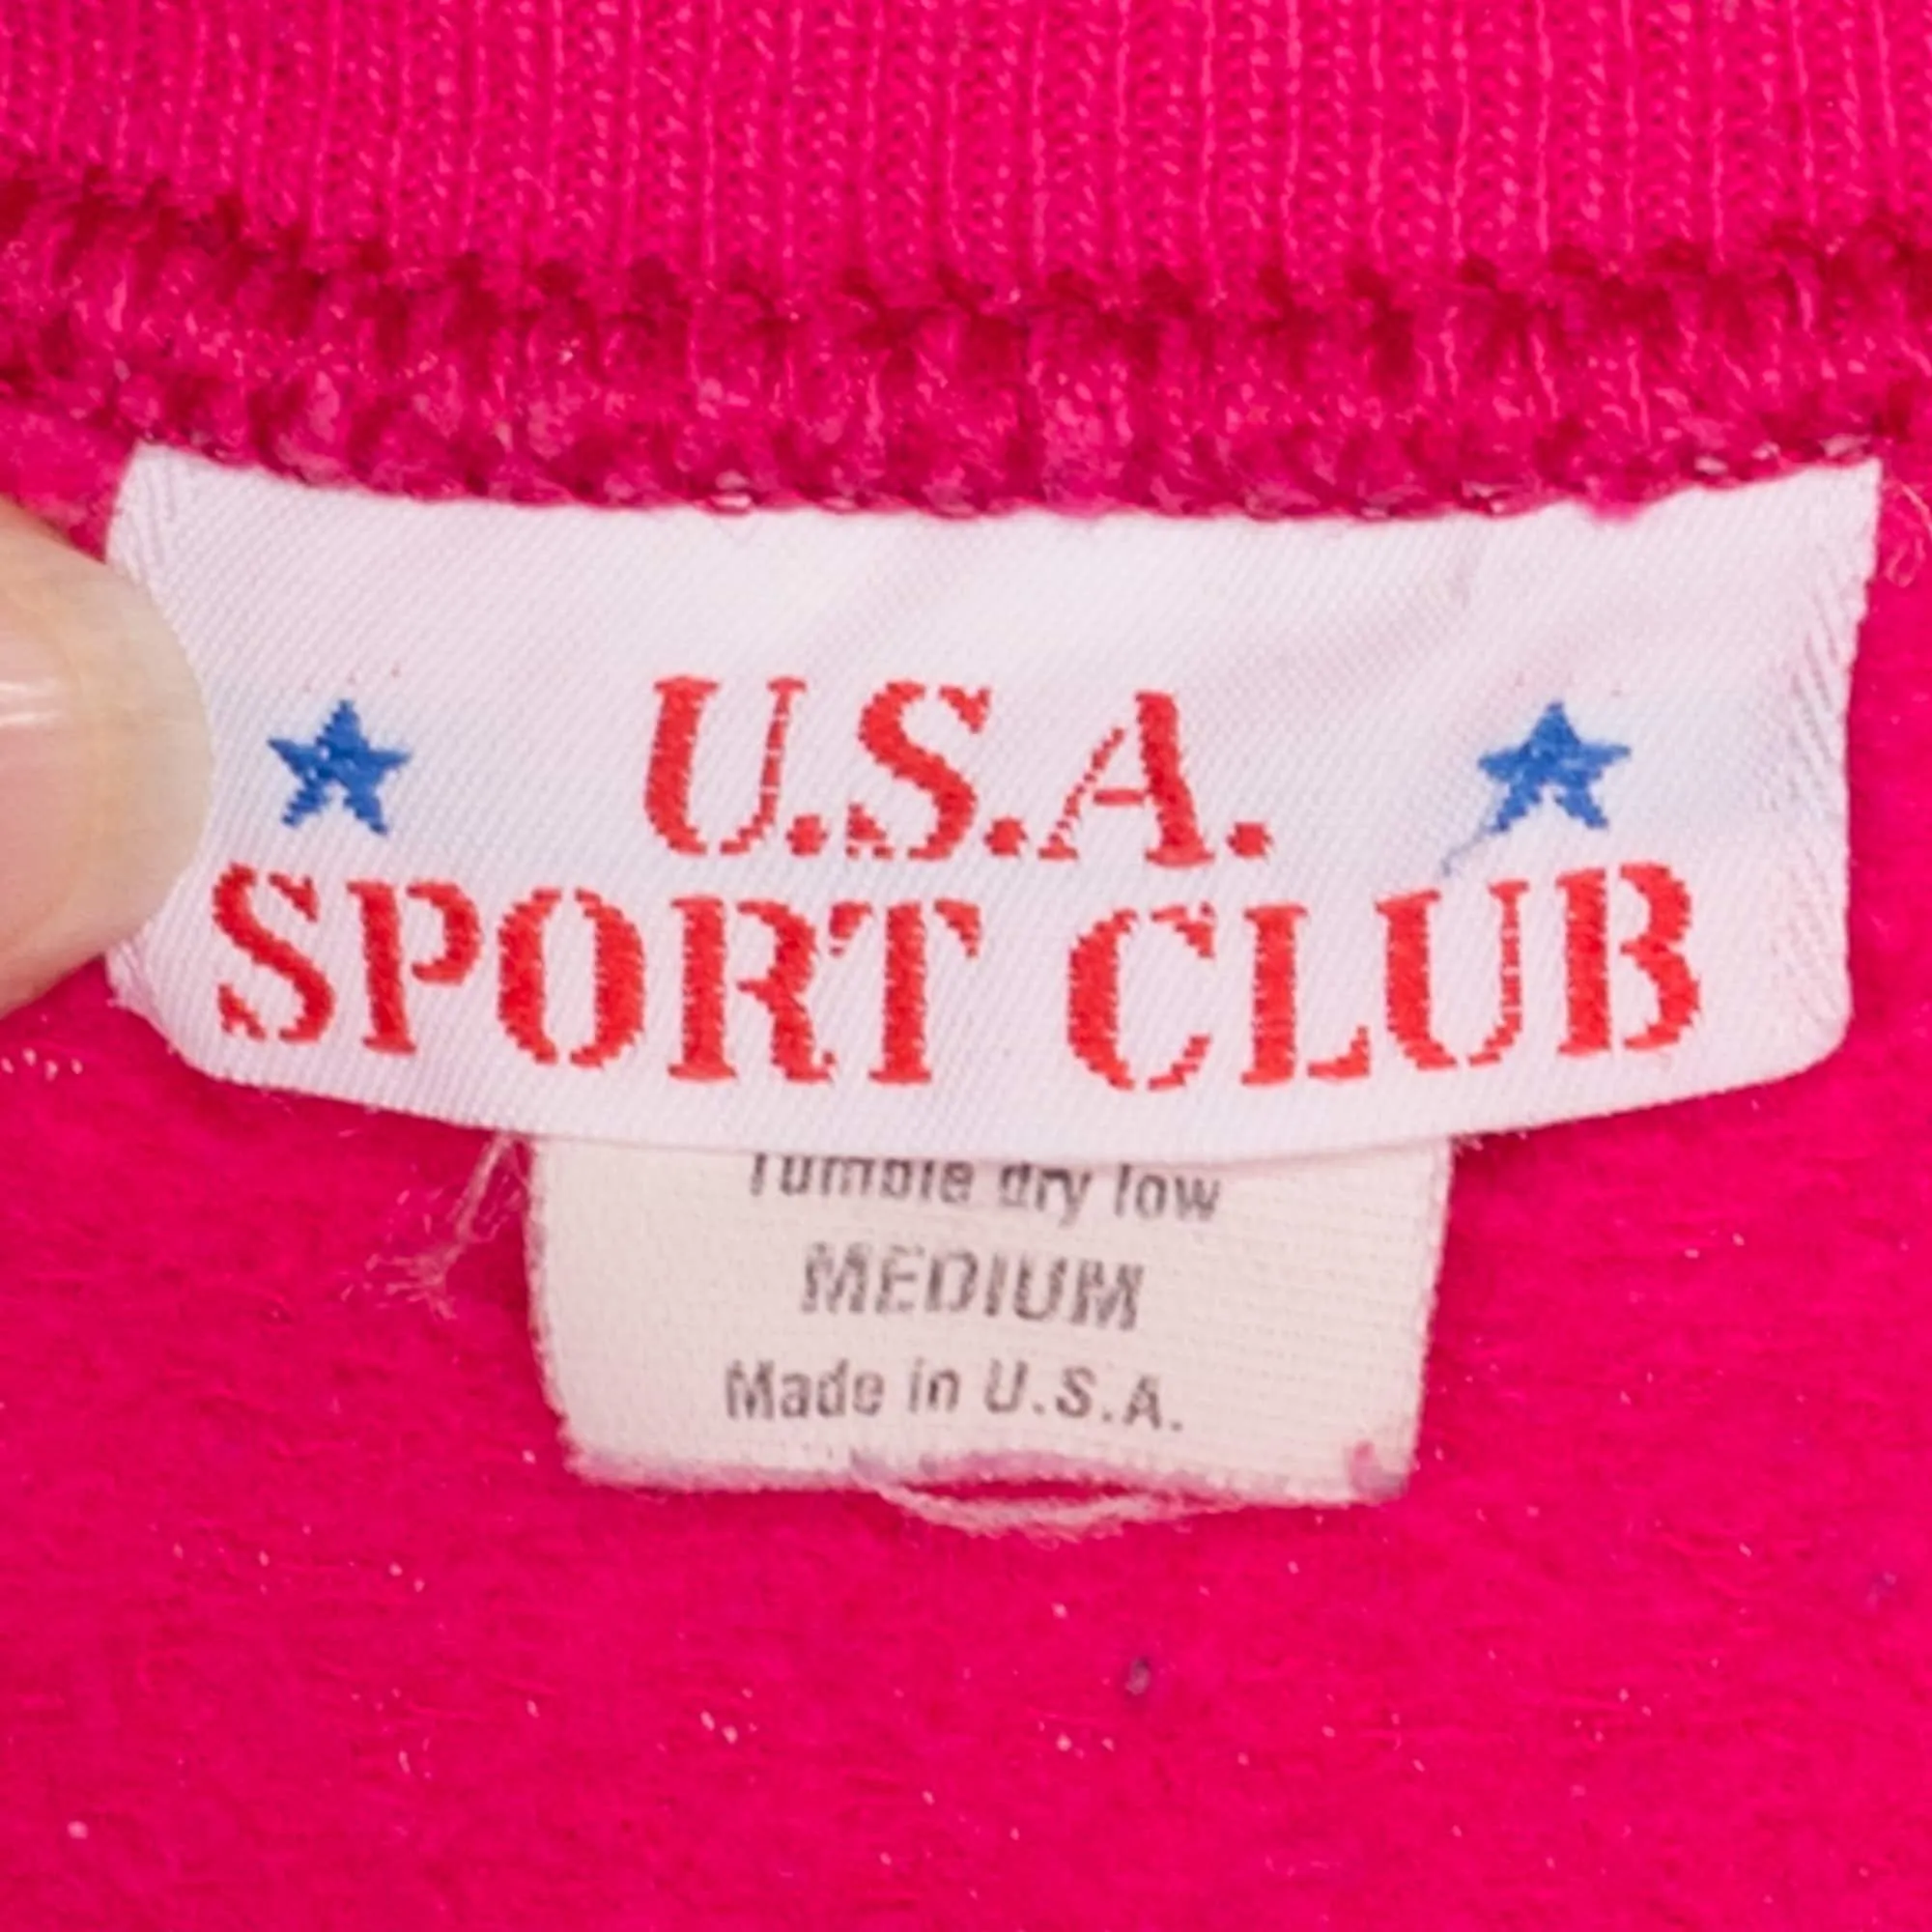 U.S.A.
SPORT CLUB
Tumble dry low
MEDIUM
Made in U.S.A.